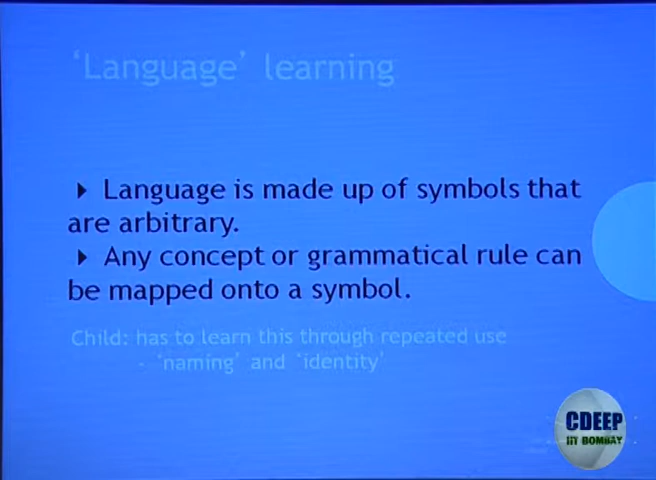 ‘Language’ learning
▸ Language is made up of symbols that
are arbitrary.
▸ Any concept or grammatical rule can
be mapped onto a symbol.
Child: has to learn this through repeated use
- ‘naming’ and ‘identity’
CDEEP
IIT BOMBAY